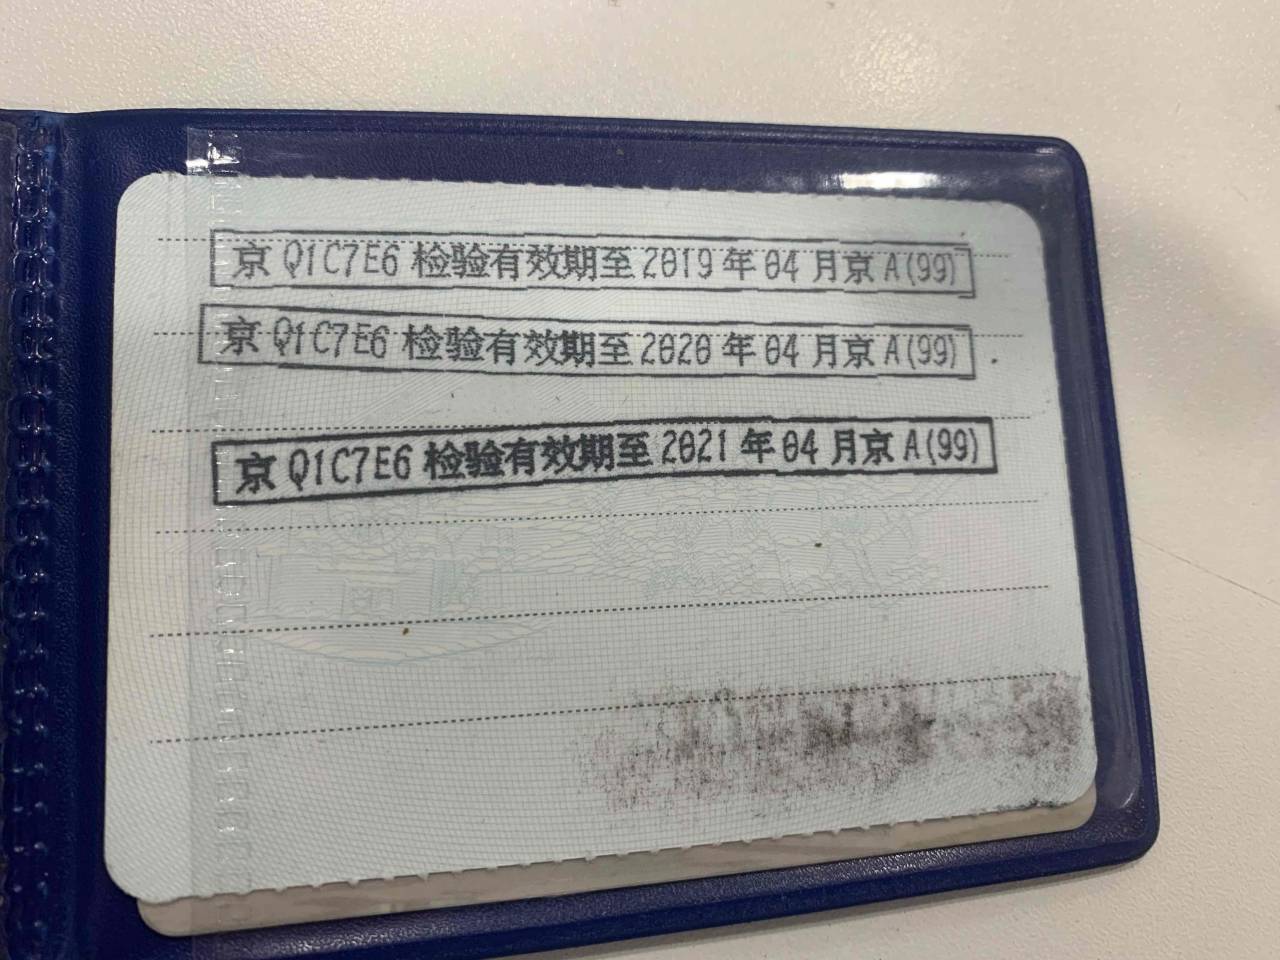 京 Q1C7E6 检验有效期至 2019 年 04 月京 A(99)
京 Q1C7E6 检验有效期至 2020 年 04 月京 A(99)
京 Q1C7E6 检验有效期至 2021 年 04 月京 A(99)